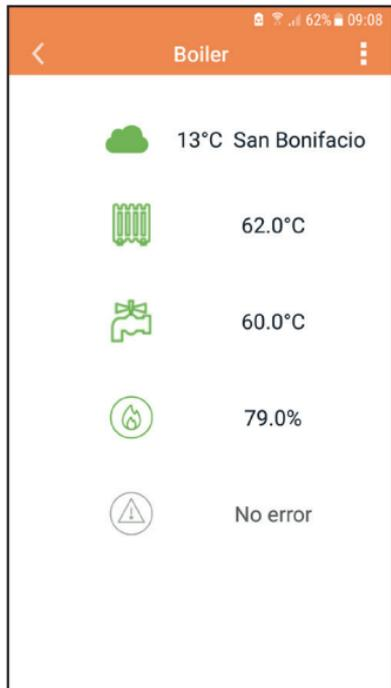 62% 09:08
Boiler
13°C San Bonifacio
62.0°C
60.0°C
79.0%
No error